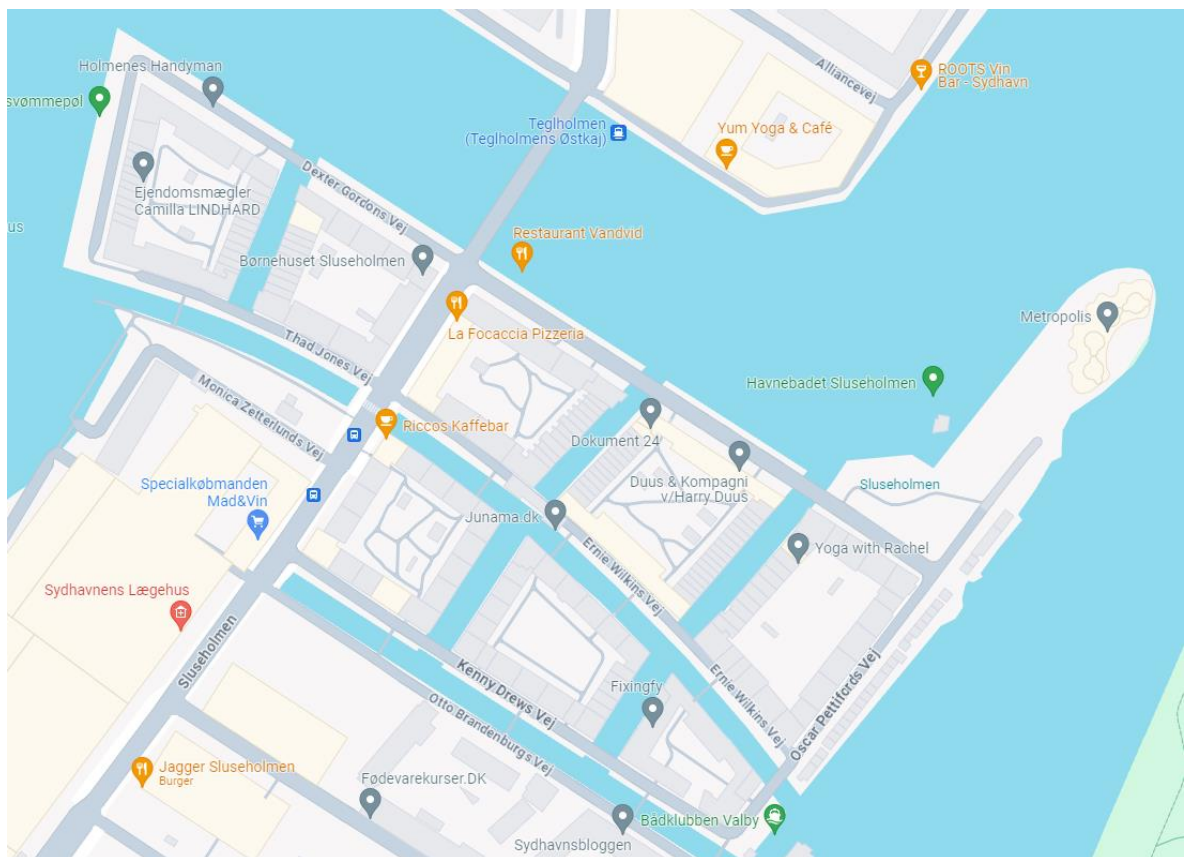 Holmenes Handyman
svømmepøl
Alliancevej
ROOTS Vin
Bar - Sydhavn
Teglholmen
(Teglholmens Østkaj)
Yum Yoga & Café
Dexter Gordons Vej
Ejendomsmægler
Camilla LINDHARD
us
Restaurant Vandvid
Børnehuset Sluseholmen
La Focaccia Pizzeria
Metropolis
Thad Jones Vej
Havnebadet Sluseholmen
Monica Zetterlunds Vej
Riccos Kaffebar
Dokument 24
Specialkøbmanden
Mad&Vin
Duus & Kompagni
v/Harry Duus
Sluseholmen
Junama.dk
Yoga with Rachel
Ernie Wilkins Vej
Sydhavnens Lægehus
Sluseholmen
Kenny Drews Vej
Fixingfy
Ernie Wilkins Vej
Oscar Pettifords Vej
Otto Brandenburgs Vej
Jagger Sluseholmen
Burger
Fødevarekurser.DK
Bådklubben Valby
Sydhavnsbloggen